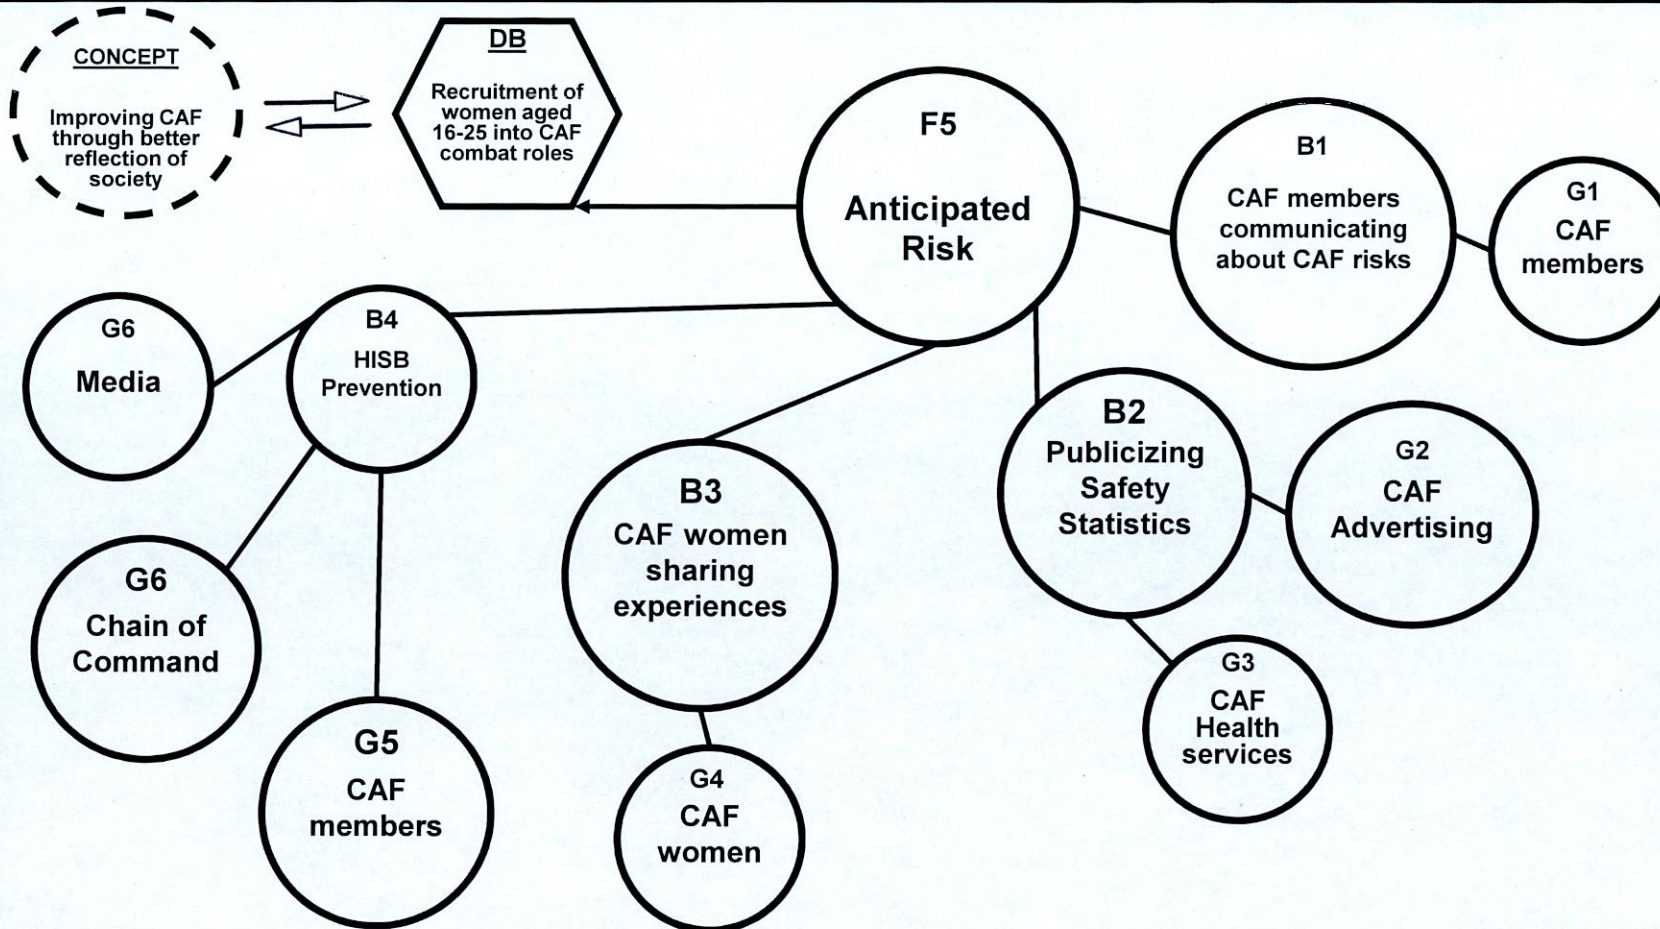 CONCEPT
Improving CAF
through better
reflection of
society
DB
Recruitment of
women aged
16-25 into CAF
combat roles
F5
Anticipated
Risk
B1
CAF members
communicating
about CAF risks
G1
CAF
members
G6
Media
B4
HISB
Prevention
B2
Publicizing
Safety
Statistics
G2
CAF
Advertising
B3
CAF women
sharing
experiences
G6
Chain of
Command
G5
CAF
members
G4
CAF
women
G3
CAF
Health
services